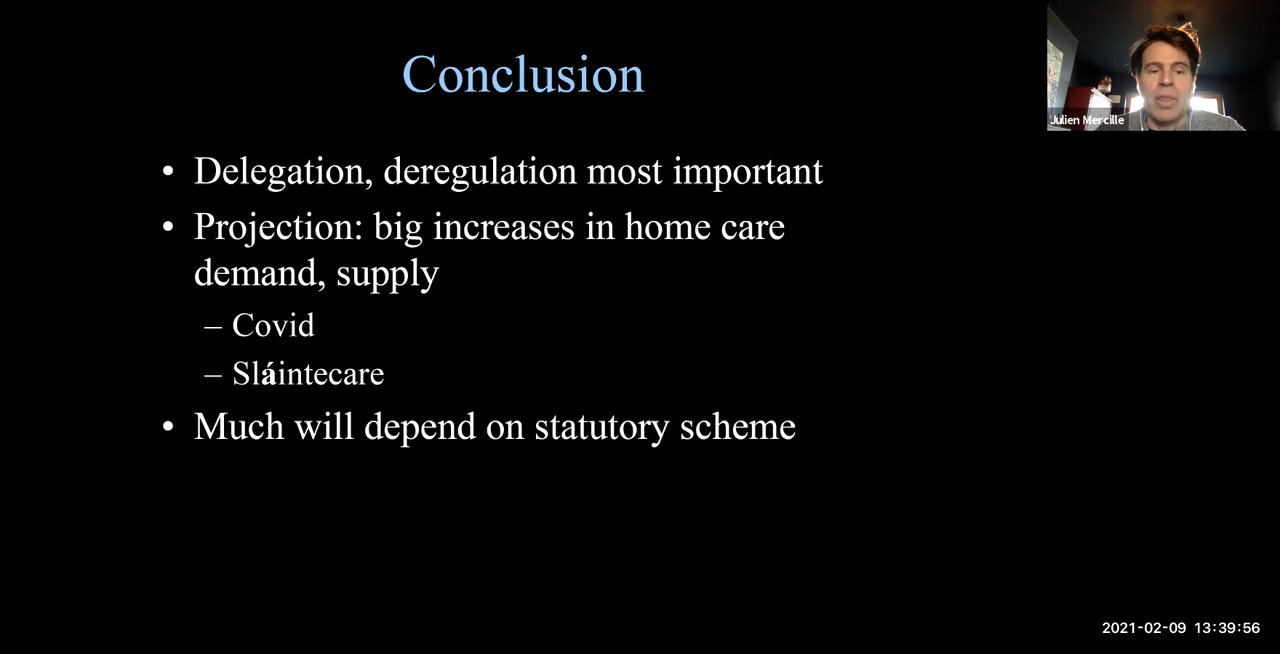 Conclusion
Julien Mercille
• Delegation, deregulation most important
• Projection: big increases in home care
demand, supply
– Covid
– Sláintecare
• Much will depend on statutory scheme
2021-02-09 13:39:56